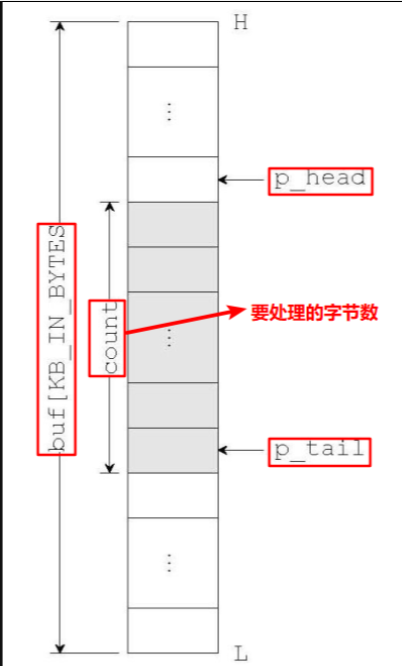 H
⋮
p_head
buf[KB_IN_BYTES
count
⋮
要处理的字节数
p_tail
⋮
L